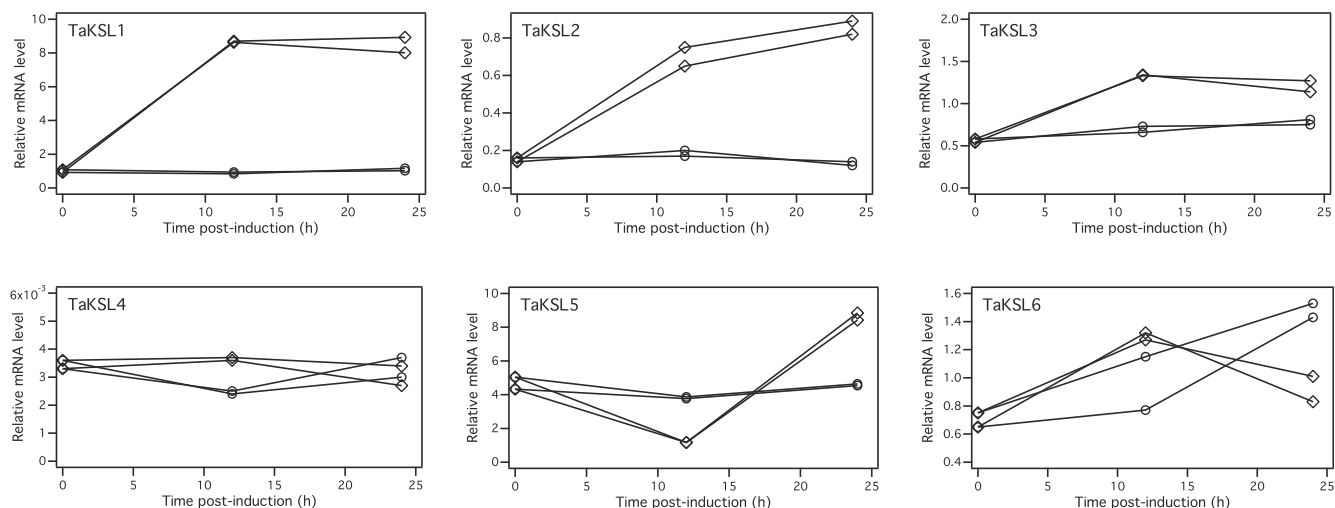 TaKSL1
Relative mRNA level
10
8
6
4
2
0
0 5 10 15 20 25
Time post-induction (h)
TaKSL2
Relative mRNA level
0.8
0.6
0.4
0.2
0.0
0 5 10 15 20 25
Time post-induction (h)
TaKSL3
Relative mRNA level
2.0
1.5
1.0
0.5
0.0
0 5 10 15 20 25
Time post-induction (h)
TaKSL4
Relative mRNA level
6x10⁻³
5
4
3
2
1
0
0 5 10 15 20 25
Time post-induction (h)
TaKSL5
Relative mRNA level
10
8
6
4
2
0
0 5 10 15 20 25
Time post-induction (h)
TaKSL6
Relative mRNA level
1.6
1.4
1.2
1.0
0.8
0.6
0.4
0 5 10 15 20 25
Time post-induction (h)